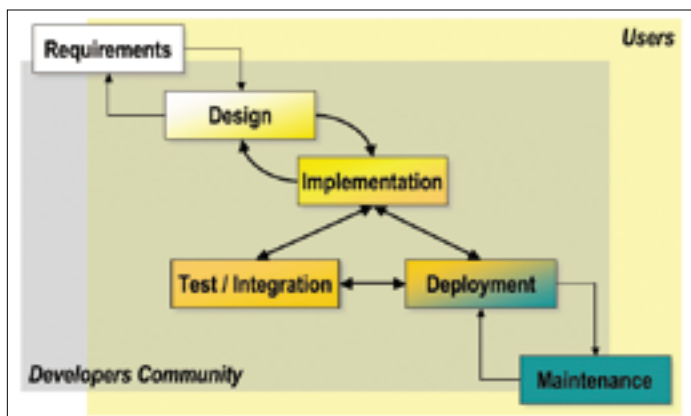 Requirements
Users
Design
Implementation
Test / Integration
Deployment
Developers Community
Maintenance